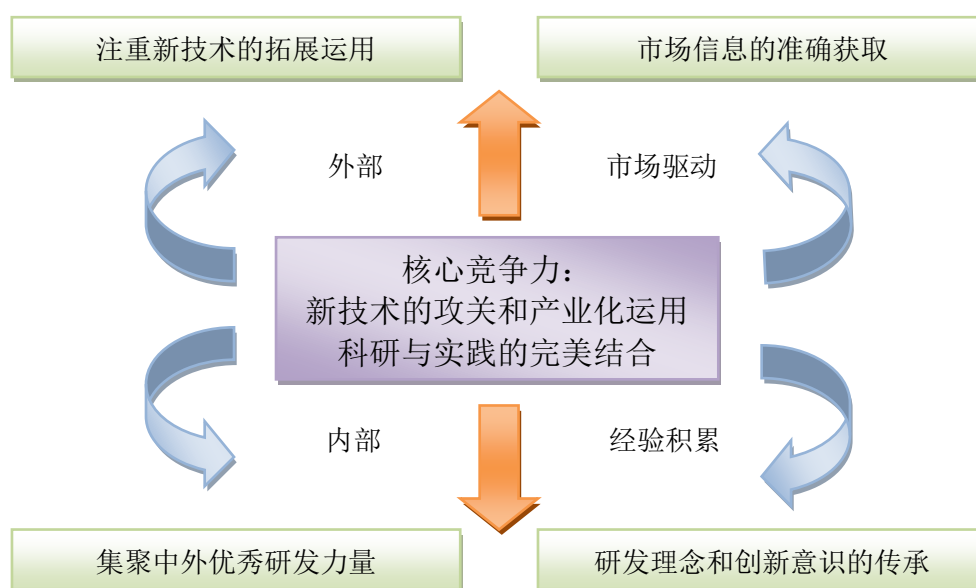 注重新技术的拓展运用
市场信息的准确获取
外部
市场驱动
核心竞争力：
新技术的攻关和产业化运用
科研与实践的完美结合
内部
经验积累
集聚中外优秀研发力量
研发理念和创新意识的传承